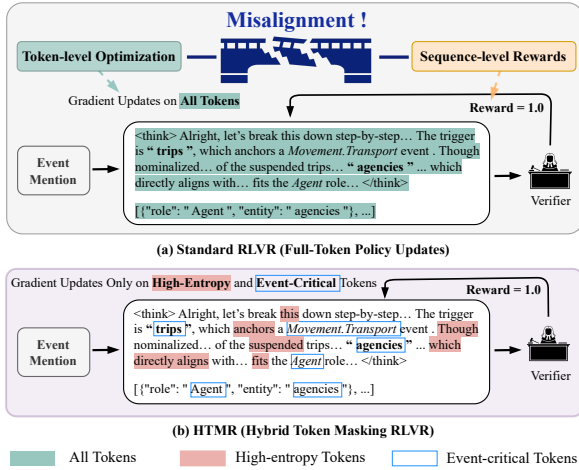 Misalignment !
Token-level Optimization
Sequence-level Rewards
Gradient Updates on All Tokens
Reward = 1.0
Event
Mention
<think> Alright, let's break this down step-by-step… The trigger
is “ trips ”, which anchors a Movement.Transport event . Though
nominalized… of the suspended trips… “ agencies ” ... which
directly aligns with… fits the Agent role… </think>
[{"role": " Agent ", "entity": " agencies "}, ...]
Verifier
(a) Standard RLVR (Full-Token Policy Updates)
Gradient Updates Only on High-Entropy and Event-Critical Tokens
Reward = 1.0
Event
Mention
<think> Alright, let's break this down step-by-step… The trigger
is “ trips ”, which anchors a Movement.Transport event . Though
nominalized… of the suspended trips… “ agencies ” ... which
directly aligns with… fits the Agent role… </think>
[{"role": " Agent ", "entity": " agencies "}, ...]
Verifier
(b) HTMR (Hybrid Token Masking RLVR)
All Tokens
High-entropy Tokens
Event-critical Tokens